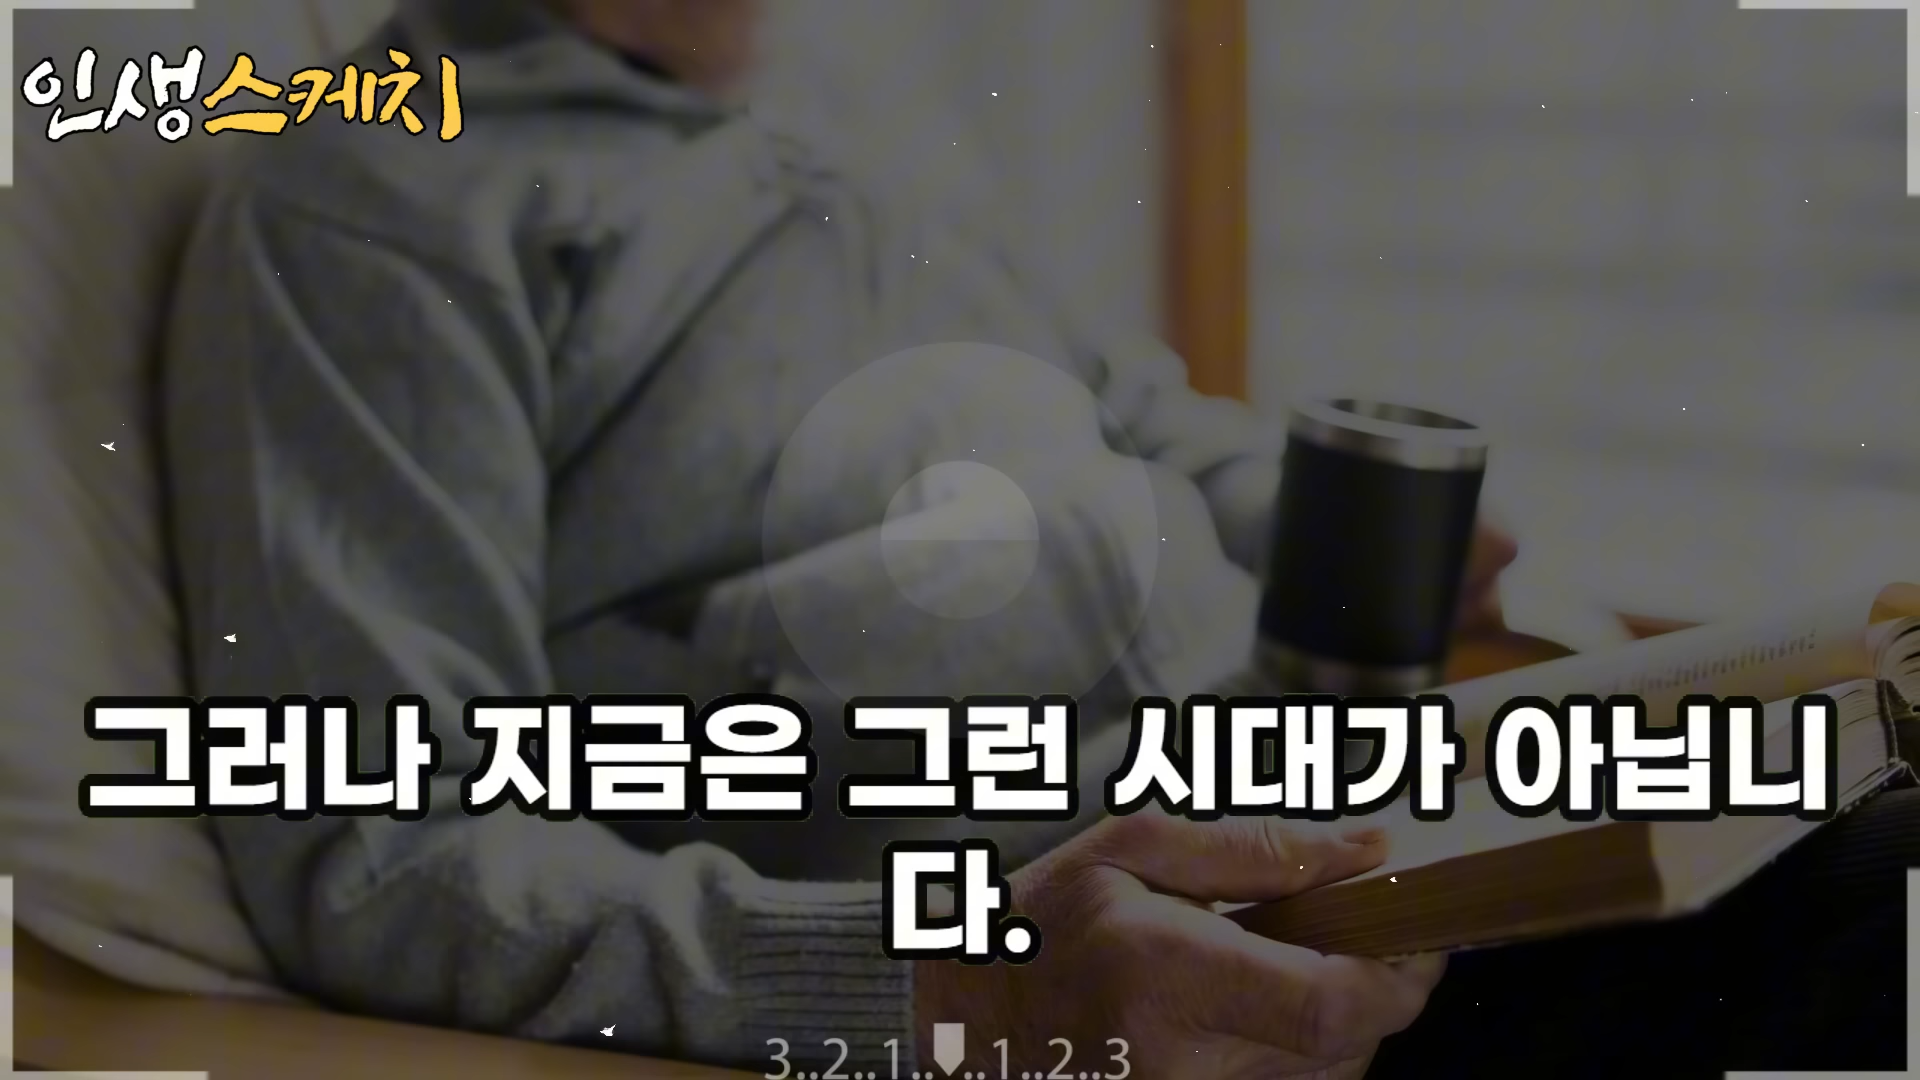 인생스케치
그러나 지금은 그런 시대가 아닙니
다.
3..2..1.. ..1..2..3